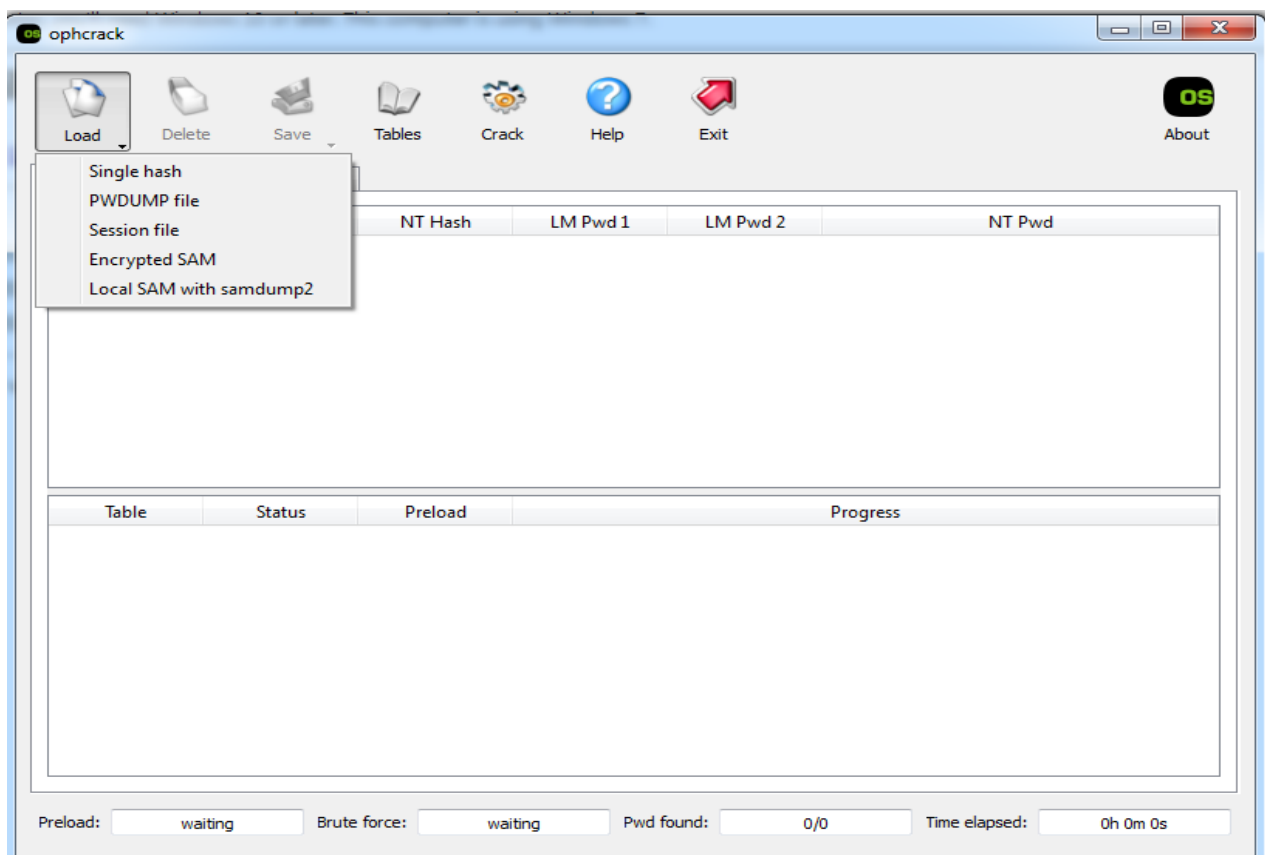 ophcrack
Load
Delete
Save
Tables
Crack
Help
Exit
OS
About
Single hash
PWDUMP file
Session file
Encrypted SAM
Local SAM with samdump2
NT Hash
LM Pwd 1
LM Pwd 2
NT Pwd
Table
Status
Preload
Progress
Preload:
waiting
Brute force:
waiting
Pwd found:
0/0
Time elapsed:
0h 0m 0s